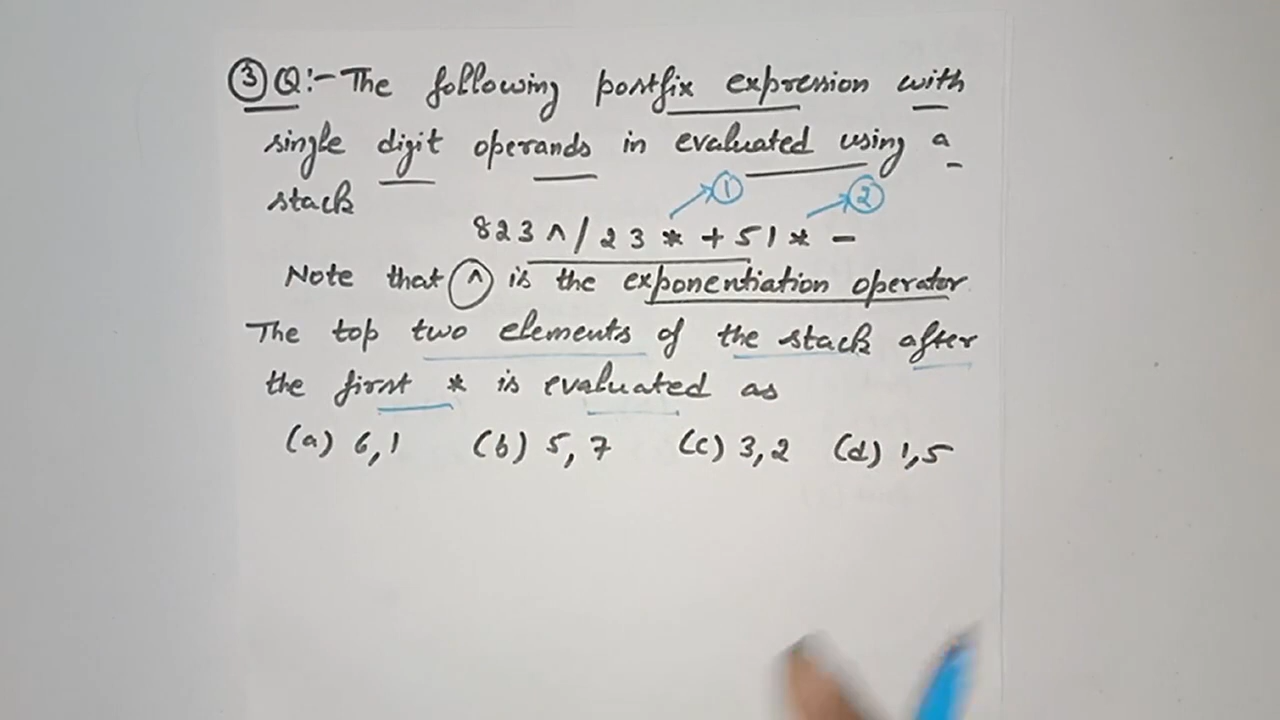 ③ Q:- The following postfix expression with
single digit operands in evaluated using a
stack ① ②
8 2 3 ^ / 2 3 * + 5 1 * -
Note that ^ is the exponentiation operator.
The top two elements of the stack after
the first * is evaluated as
(a) 6,1 (b) 5,7 (c) 3,2 (d) 1,5